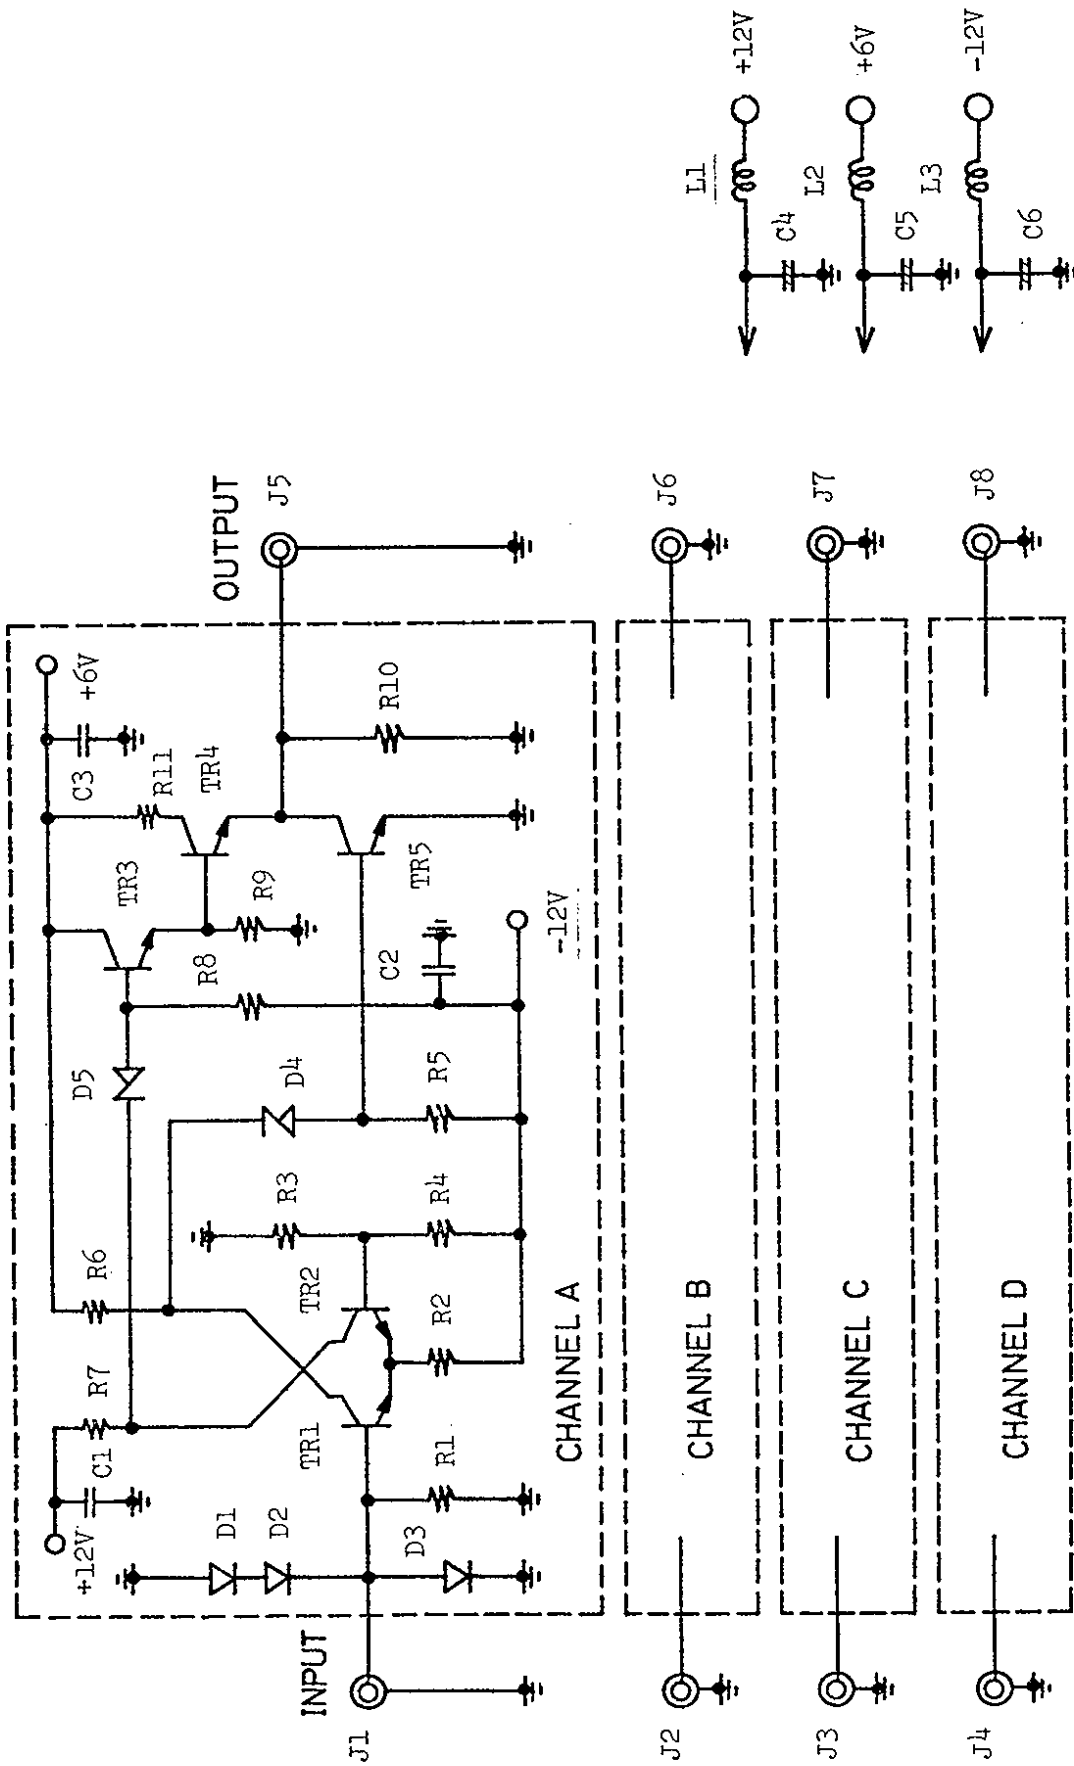 INPUT
J1
+12V
C1
R7
R6
D1
D2
D3
R1
TR1
TR2
R2
R3
R4
D5
D4
R5
R8
TR3
R9
C2
-12V
C3
+6V
R11
TR4
TR5
R10
OUTPUT
J5
CHANNEL A
J2
CHANNEL B
J6
J3
CHANNEL C
J7
J4
CHANNEL D
J8
L1
+12V
C4
L2
+6V
C5
L3
-12V
C6